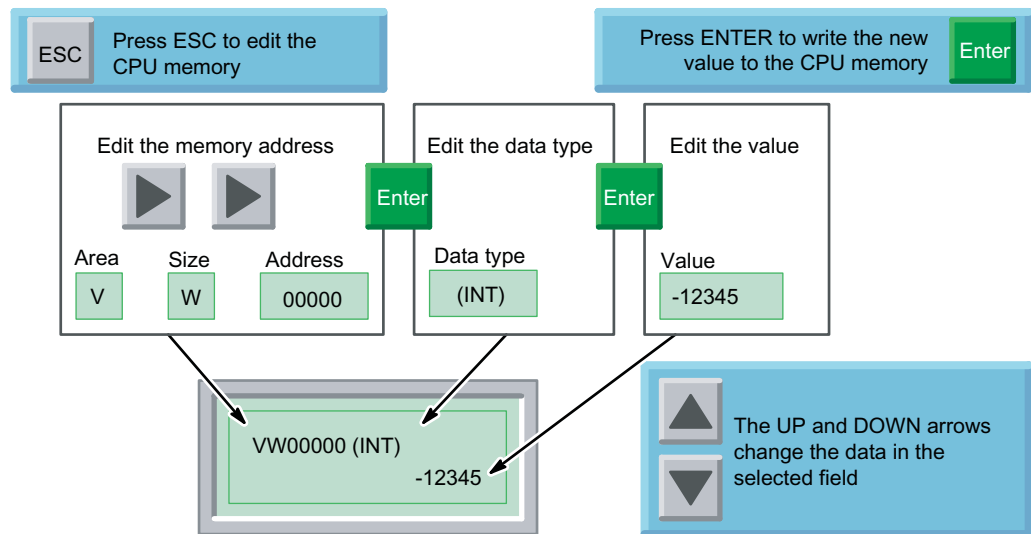 ESC
Press ESC to edit the
CPU memory
Press ENTER to write the new
value to the CPU memory
Enter
Edit the memory address
Enter
Area
Size
Address
V
W
00000
Edit the data type
Enter
Data type
(INT)
Edit the value
Value
-12345
VW00000 (INT)
-12345
The UP and DOWN arrows
change the data in the
selected field